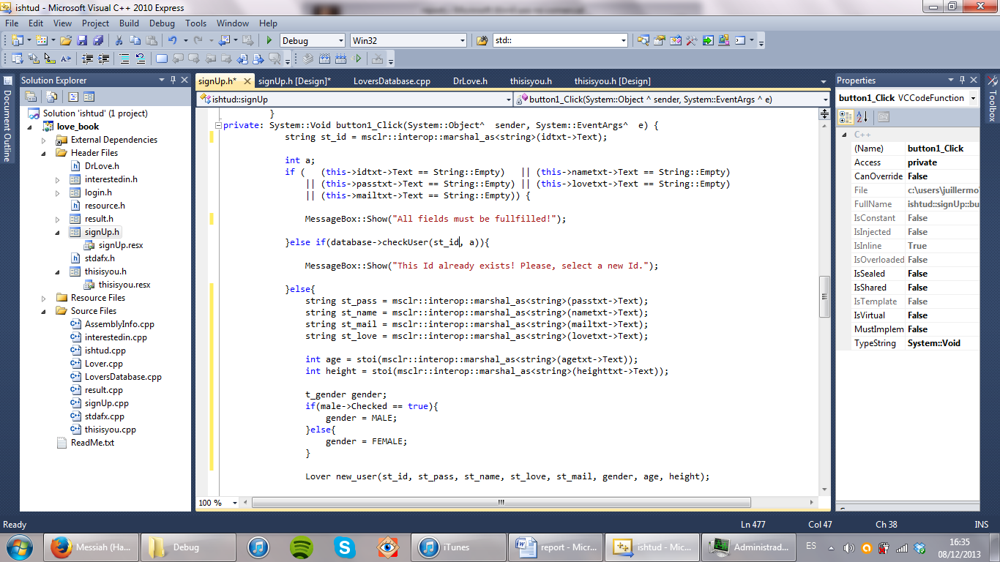 ishtud - Microsoft Visual C++ 2010 Express
File Edit View Project Build Debug Tools Window Help
Debug Win32 std::
Document Outline
Solution Explorer
Solution 'ishtud' (1 project)
love_book
External Dependencies
Header Files
DrLove.h
interestedin.h
login.h
resource.h
result.h
signUp.h
signUp.resx
stdafx.h
thisisyou.h
thisisyou.resx
Resource Files
Source Files
AssemblyInfo.cpp
interestedin.cpp
ishtud.cpp
Lover.cpp
LoversDatabase.cpp
result.cpp
signUp.cpp
stdafx.cpp
thisisyou.cpp
ReadMe.txt
signUp.h* signUp.h [Design]* LoversDatabase.cpp DrLove.h thisisyou.h thisisyou.h [Design]
ishtud::signUp button1_Click(System::Object ^ sender, System::EventArgs ^ e)
}
private: System::Void button1_Click(System::Object^  sender, System::EventArgs^  e) {
string st_id = msclr::interop::marshal_as<string>(idtxt->Text);
int a;
if (   (this->idtxt->Text == String::Empty)   || (this->nametxt->Text == String::Empty)
|| (this->passtxt->Text == String::Empty) || (this->lovetxt->Text == String::Empty)
|| (this->mailtxt->Text == String::Empty)) {
MessageBox::Show("All fields must be fullfilled!");
}else if(database->checkUser(st_id, a)){
MessageBox::Show("This Id already exists! Please, select a new Id.");
}else{
string st_pass = msclr::interop::marshal_as<string>(passtxt->Text);
string st_name = msclr::interop::marshal_as<string>(nametxt->Text);
string st_mail = msclr::interop::marshal_as<string>(mailtxt->Text);
string st_love = msclr::interop::marshal_as<string>(lovetxt->Text);
int age = stoi(msclr::interop::marshal_as<string>(agetxt->Text));
int height = stoi(msclr::interop::marshal_as<string>(heighttxt->Text));
t_gender gender;
if(male->Checked == true){
gender = MALE;
}else{
gender = FEMALE;
}
Lover new_user(st_id, st_pass, st_name, st_love, st_mail, gender, age, height);
100 %
Properties
button1_Click VCCodeFunction
C++
(Name) button1_Click
Access private
CanOverride False
File c:\users\juillermo
FullName ishtud::signUp::bu
IsConstant False
IsInjected False
IsInline True
IsOverloaded False
IsSealed False
IsShared False
IsTemplate False
IsVirtual False
MustImplem False
TypeString System::Void
Toolbox
Ready Ln 477 Col 47 Ch 38 INS
Messiah (Ha... Debug iTunes report - Micr... ishtud - Mic... Administrad... ES 16:35
08/12/2013